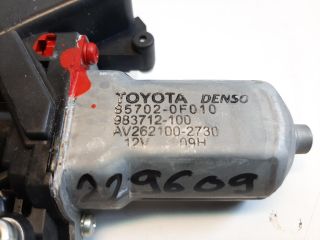 TOYOTA DENSO
85702-0F010
983712-100
AV262100-2730
12V 09H
229609